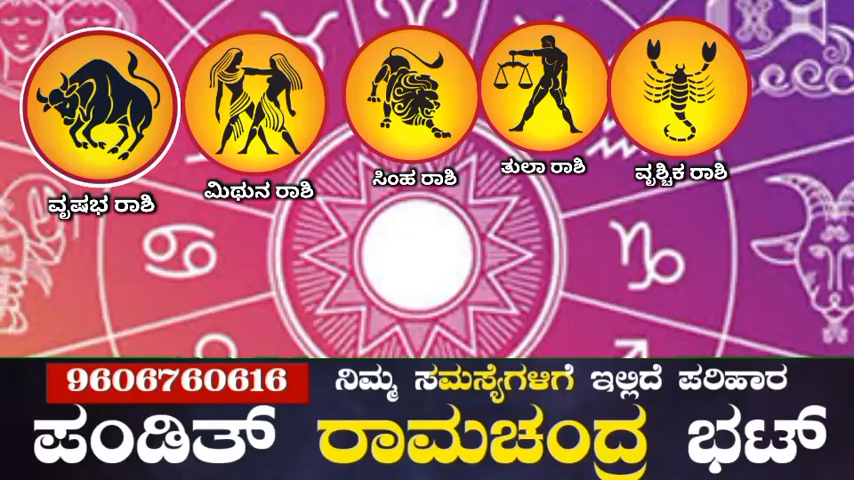 ವೃಷಭ ರಾಶಿ
ಮಿಥುನ ರಾಶಿ
ಸಿಂಹ ರಾಶಿ
ತುಲಾ ರಾಶಿ
ವೃಶ್ಚಿಕ ರಾಶಿ
9606760616 ನಿಮ್ಮ ಸಮಸ್ಯೆಗಳಿಗೆ ಇಲ್ಲಿದೆ ಪರಿಹಾರ
ಪಂಡಿತ್ ರಾಮಚಂದ್ರ ಭಟ್